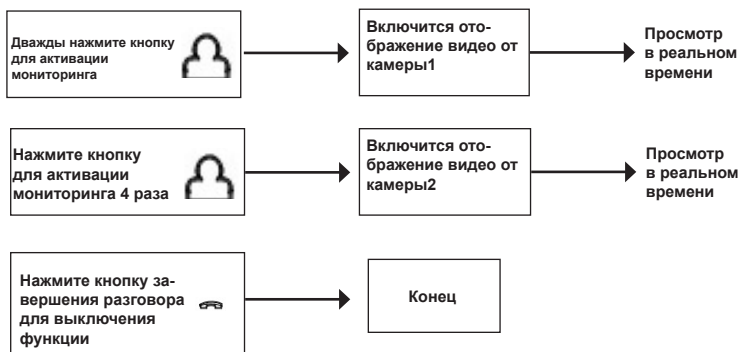 Дважды нажмите кнопку
для активации
мониторинга
Включится ото-
бражение видео от
камеры1
Просмотр
в реальном
времени
Нажмите кнопку
для активации
мониторинга 4 раза
Включится ото-
бражение видео от
камеры2
Просмотр
в реальном
времени
Нажмите кнопку за-
вершения разговора
для выключения
функции
Конец